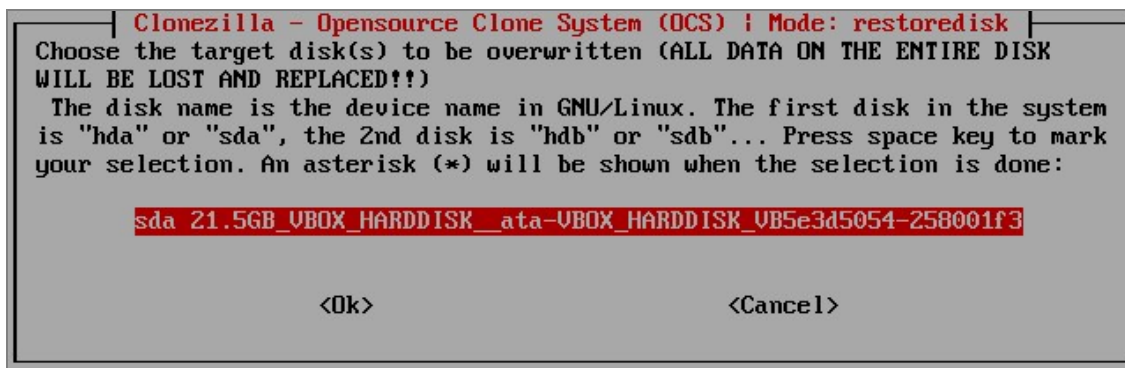 Clonezilla - Opensource Clone System (OCS) | Mode: restoredisk
Choose the target disk(s) to be overwritten (ALL DATA ON THE ENTIRE DISK
WILL BE LOST AND REPLACED!!)
The disk name is the device name in GNU/Linux. The first disk in the system
is "hda" or "sda", the 2nd disk is "hdb" or "sdb"... Press space key to mark
your selection. An asterisk (*) will be shown when the selection is done:
sda 21.5GB_VBOX_HARDDISK__ata-VBOX_HARDDISK_VB5e3d5054-258001f3
<Ok> <Cancel>